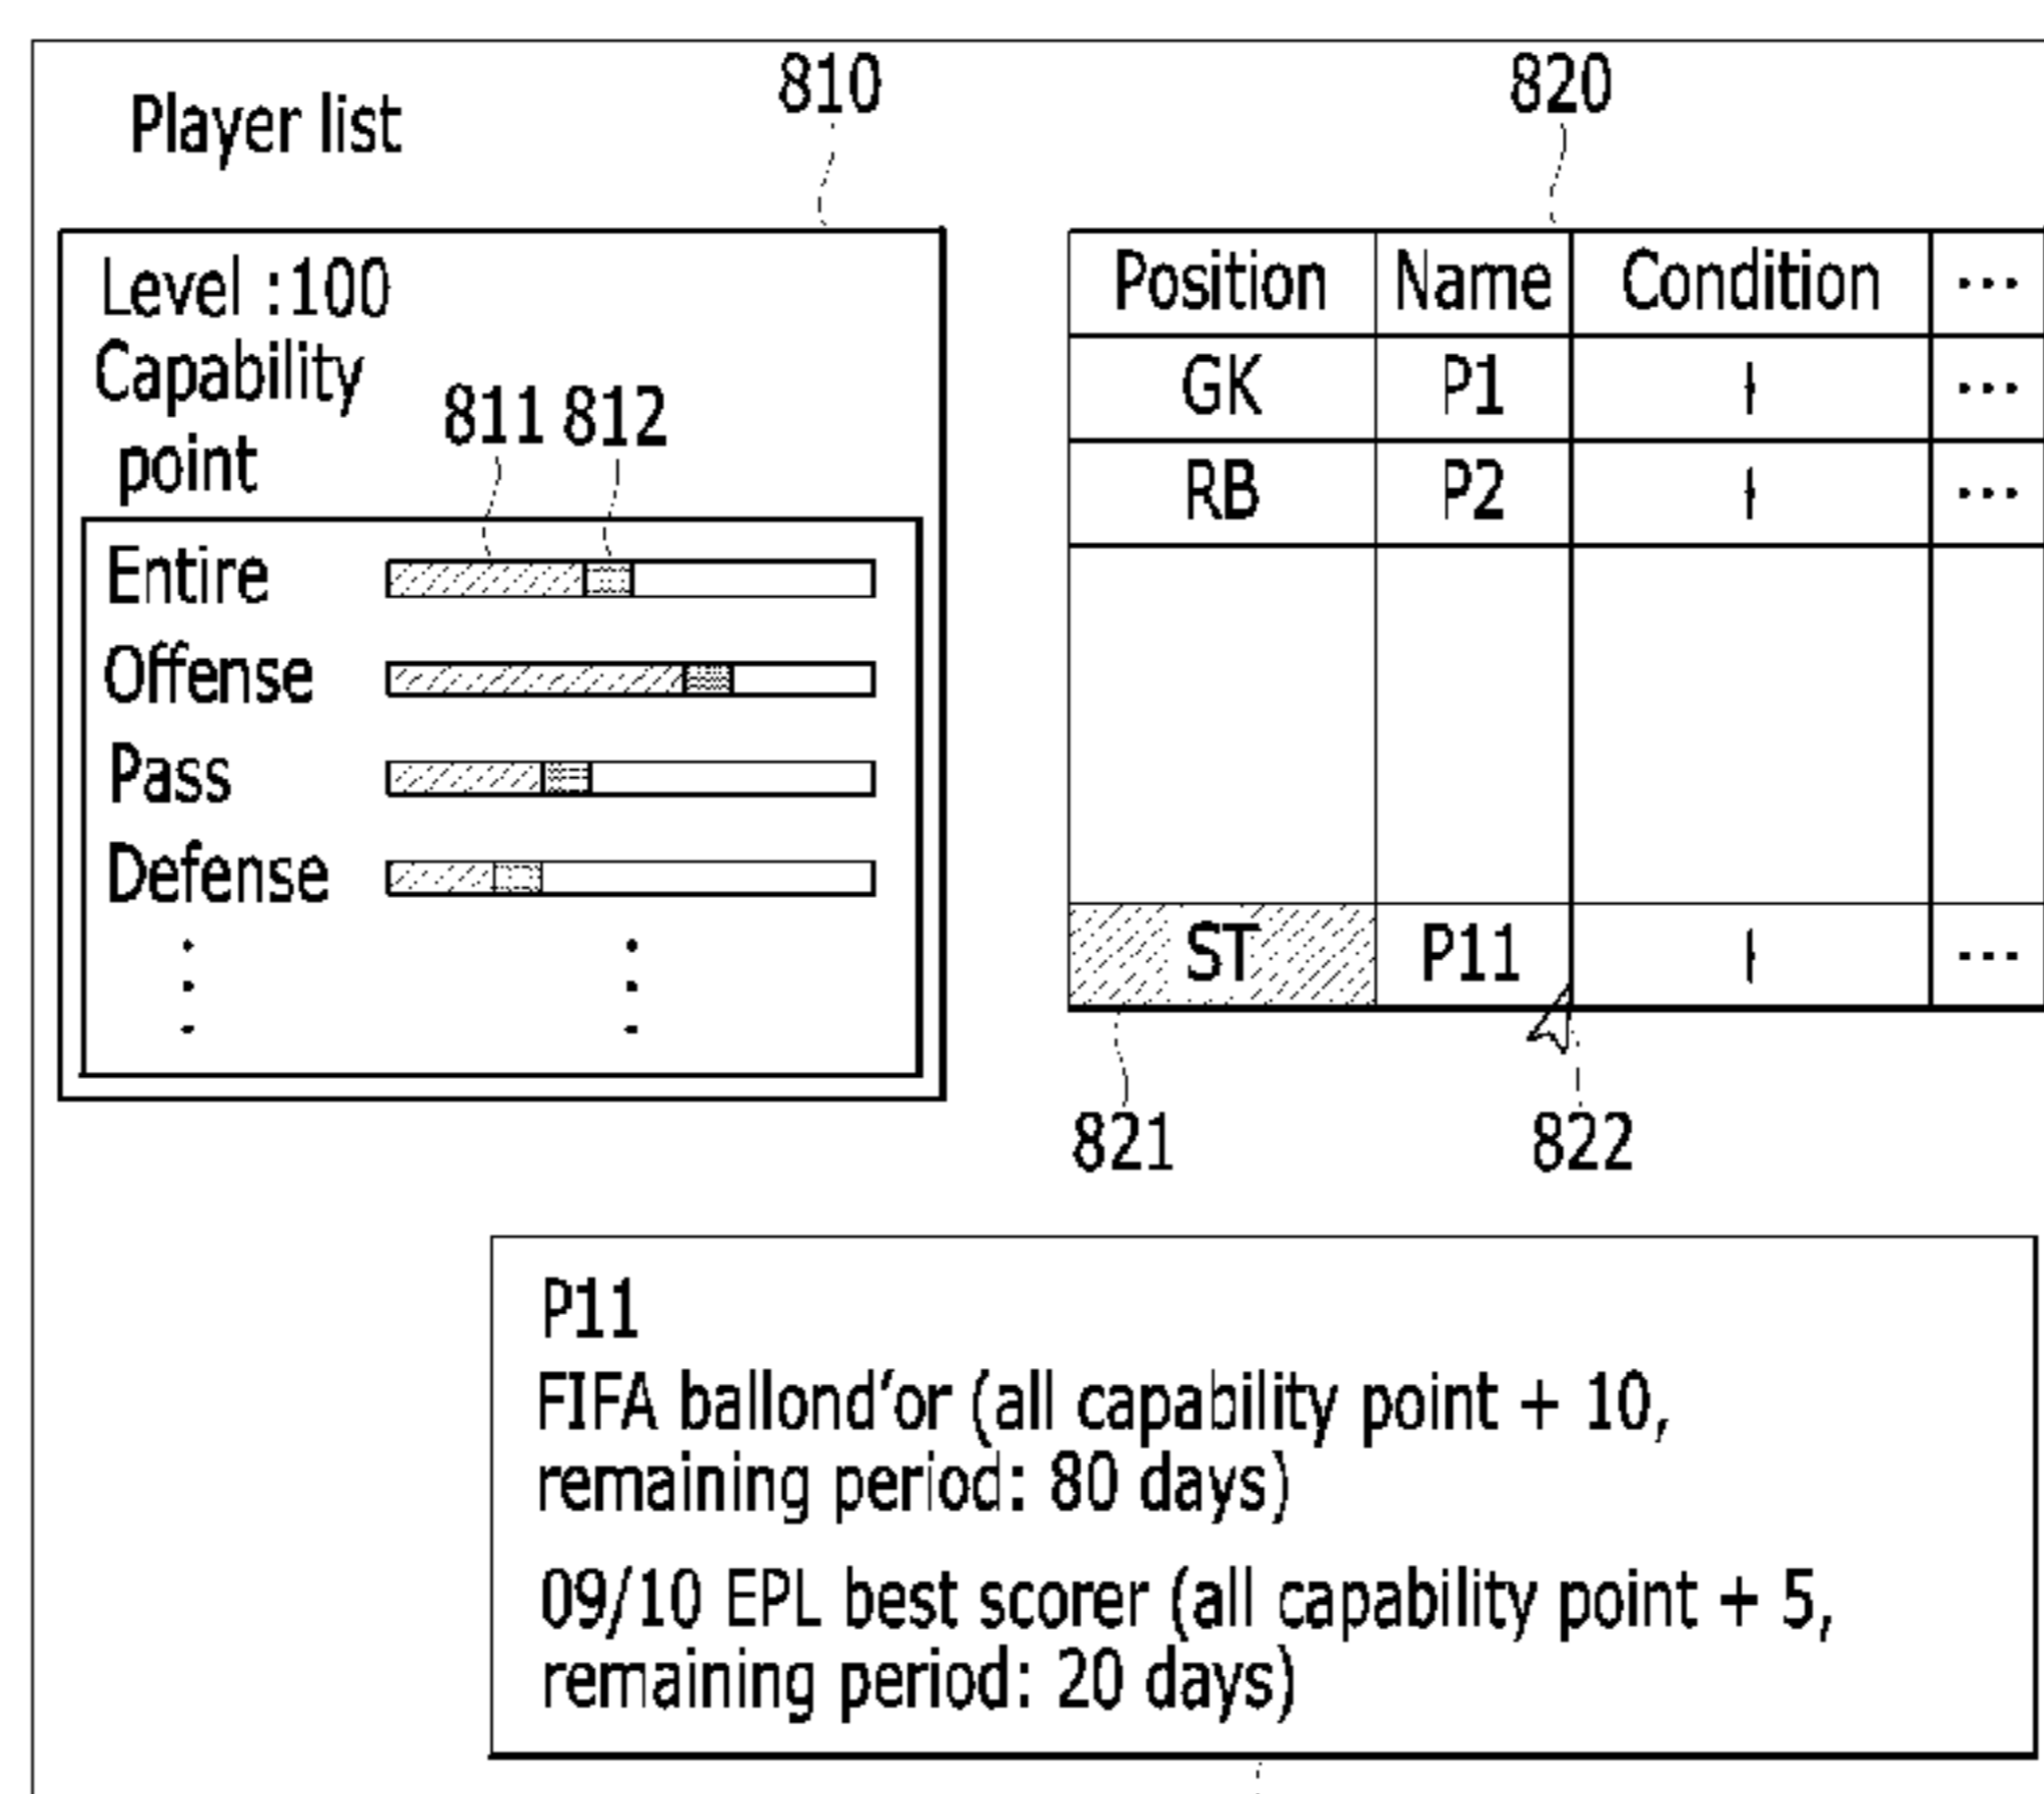 Player list
810
820
Level :100
Capability
point
811 812
Entire
Offense
Pass
Defense
Position Name Condition ...
GK P1 ...
RB P2 ...
ST P11 ...
821
822
P11
FIFA ballond'or (all capability point + 10,
remaining period: 80 days)
09/10 EPL best scorer (all capability point + 5,
remaining period: 20 days)